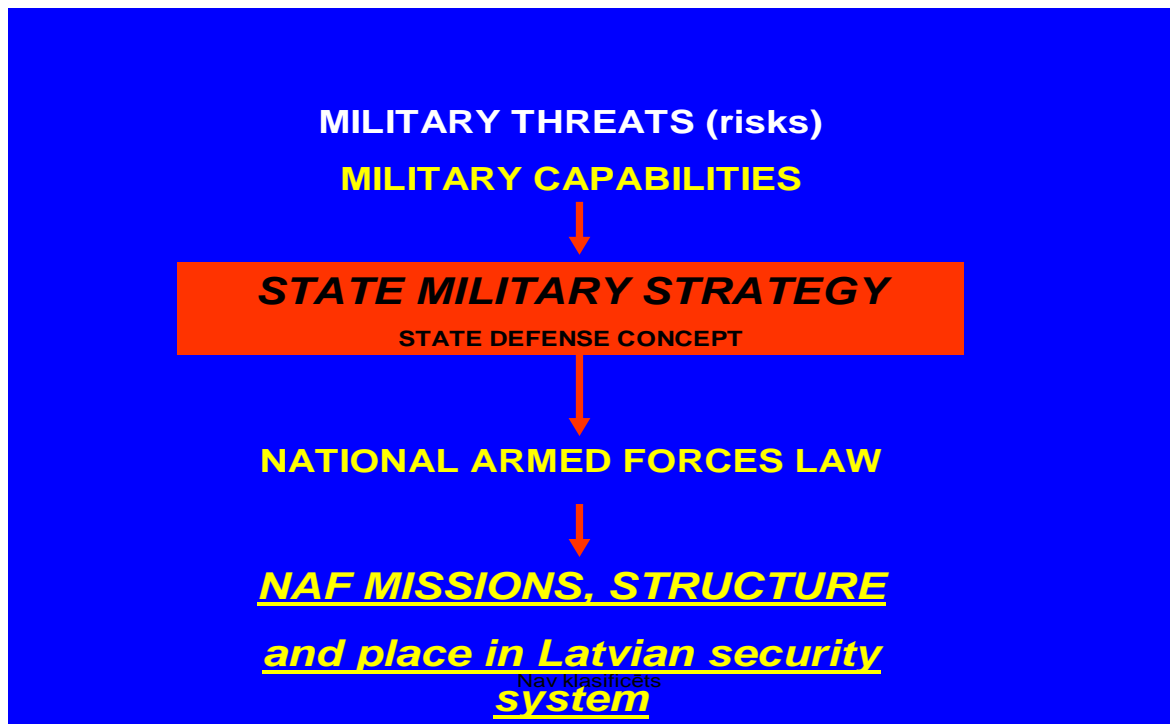 MILITARY THREATS (risks)
MILITARY CAPABILITIES
STATE MILITARY STRATEGY
STATE DEFENSE CONCEPT
NATIONAL ARMED FORCES LAW
NAF MISSIONS, STRUCTURE
and place in Latvian security
Nav klasificēts
system